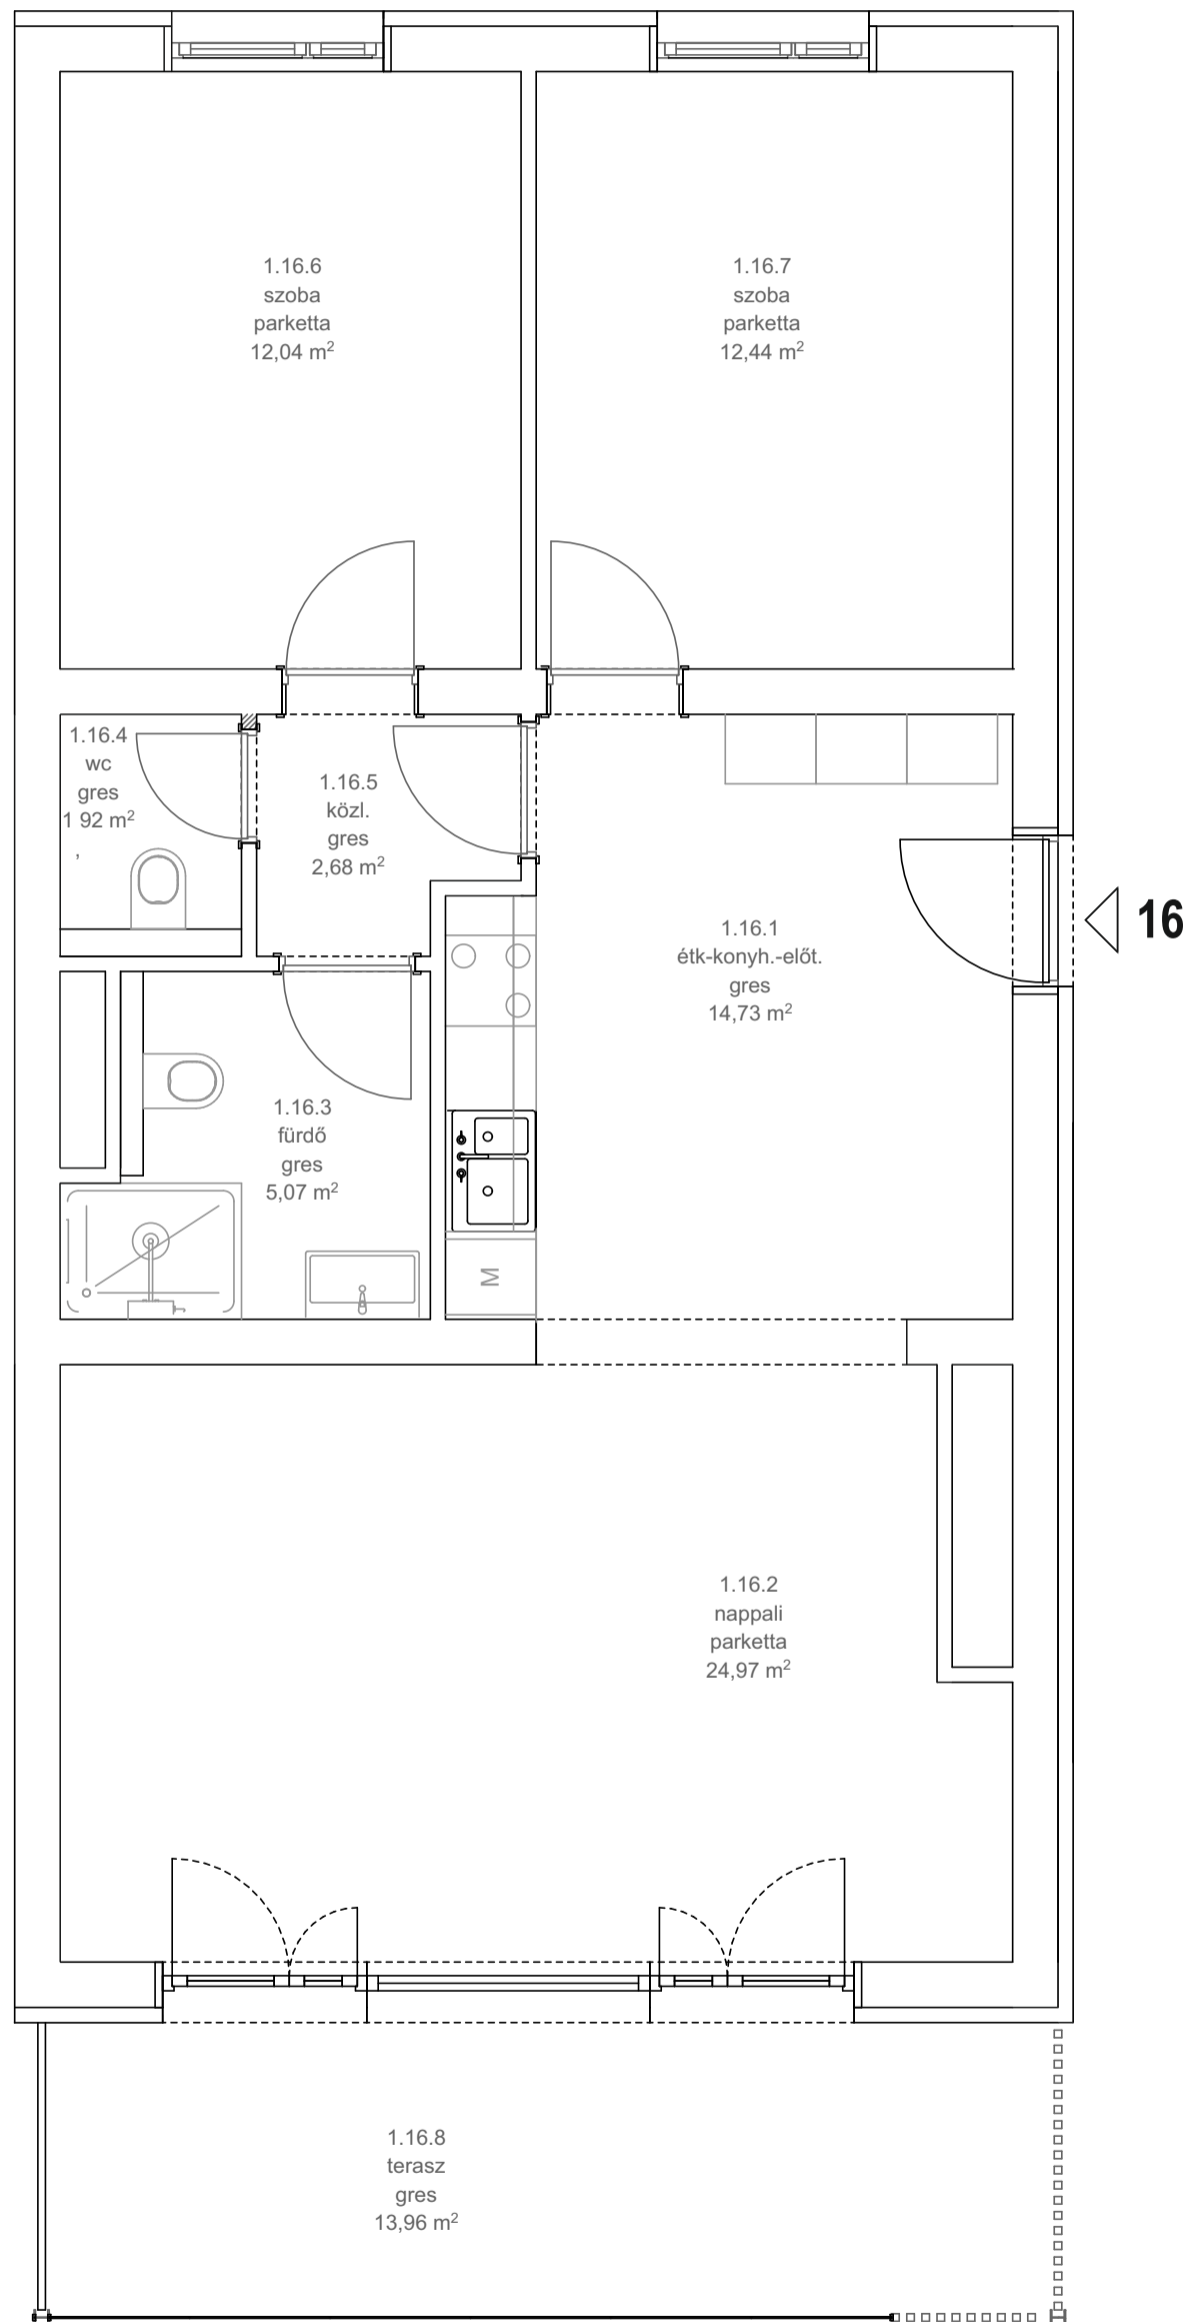 1.16.6
szoba
parketta
12,04 m²
1.16.7
szoba
parketta
12,44 m²
1.16.4
wc
gres
1 92 m²
,
1.16.5
közl.
gres
2,68 m²
1.16.1
étk-konyh.-előt.
gres
14,73 m²
16
1.16.3
fürdő
gres
5,07 m²
M
1.16.2
nappali
parketta
24,97 m²
1.16.8
terasz
gres
13,96 m²